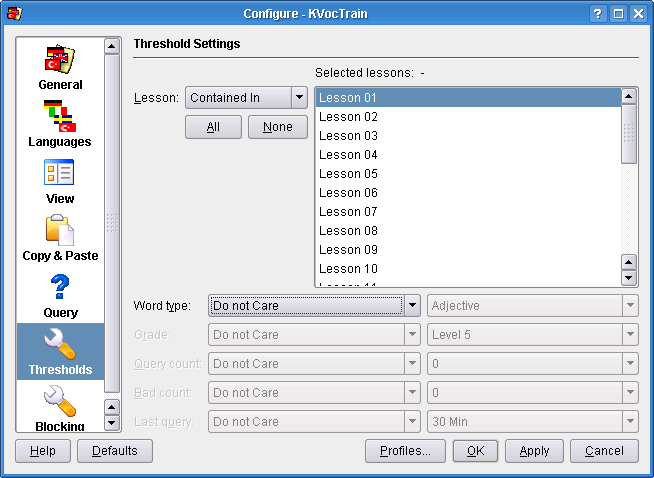 Configure - KVocTrain
General
Languages
View
Copy & Paste
Query
Thresholds
Blocking
Threshold Settings
Selected lessons: -
Lesson: Contained In
All None
Lesson 01
Lesson 02
Lesson 03
Lesson 04
Lesson 05
Lesson 06
Lesson 07
Lesson 08
Lesson 09
Lesson 10
Word type: Do not Care Adjective
Grade: Do not Care Level 5
Query count: Do not Care 0
Bad count: Do not Care 0
Last query: Do not Care 30 Min
Help Defaults Profiles... OK Apply Cancel